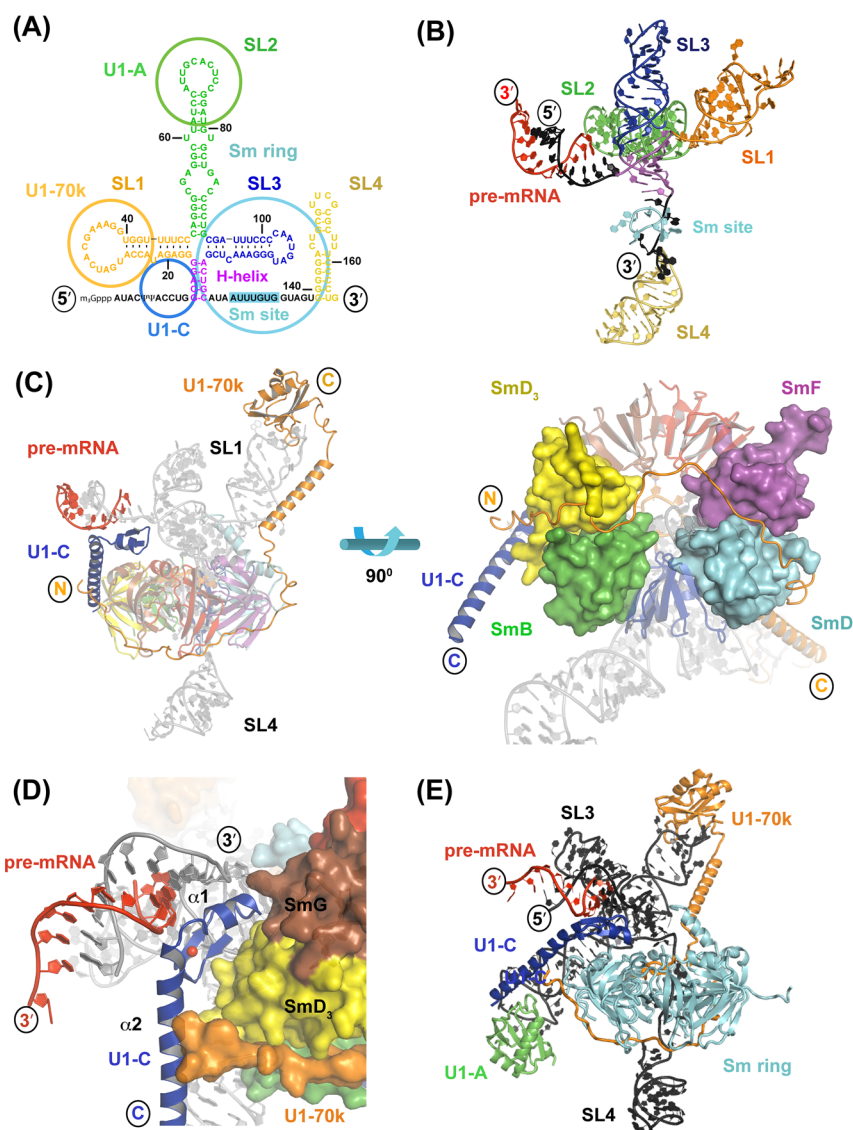 (A)
SL2
U1-A
80
60
Sm ring
SL1
SL3
SL4
U1-70k
40
100
20
H-helix
160
140
5′
m₃Gppp AUACΨΨACCUG
AUA AUUUGUG GUAGU
3′
U1-C
Sm site
(B)
SL3
3′
5′
SL2
SL1
pre-mRNA
Sm site
3′
SL4
(C)
U1-70k
C
pre-mRNA
SL1
U1-C
N
SL4
90⁰
SmD₃
SmF
N
U1-C
C
SmB
SmD
C
(D)
3′
pre-mRNA
α1
SmG
SmD₃
3′
α2
U1-C
C
U1-70k
(E)
SL3
U1-70k
pre-mRNA
3′
5′
U1-C
U1-A
Sm ring
SL4